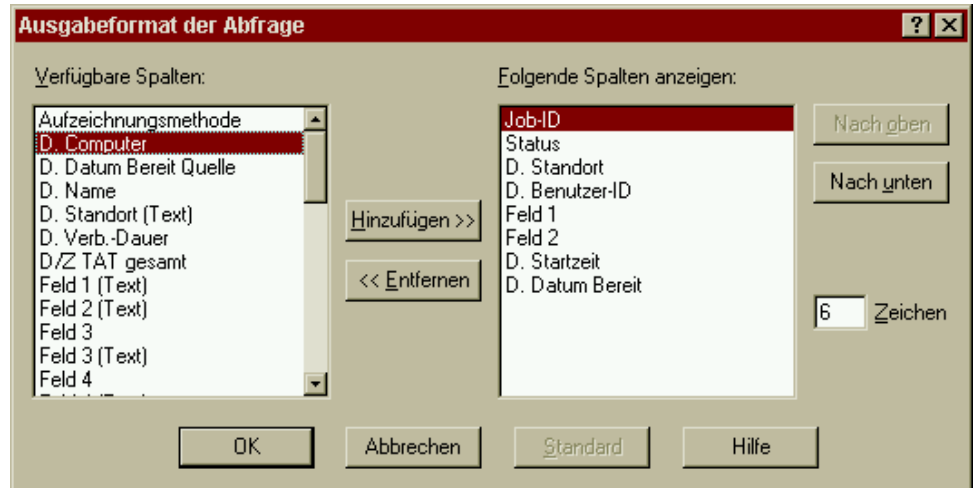 Ausgabeformat der Abfrage
Verfügbare Spalten:
Aufzeichnungsmethode
D. Computer
D. Datum Bereit Quelle
D. Name
D. Standort (Text)
D. Verb.-Dauer
D/Z TAT gesamt
Feld 1 (Text)
Feld 2 (Text)
Feld 3
Feld 3 (Text)
Feld 4
Hinzufügen >>
<< Entfernen
Folgende Spalten anzeigen:
Job-ID
Status
D. Standort
D. Benutzer-ID
Feld 1
Feld 2
D. Startzeit
D. Datum Bereit
Nach oben
Nach unten
6 Zeichen
OK
Abbrechen
Standard
Hilfe